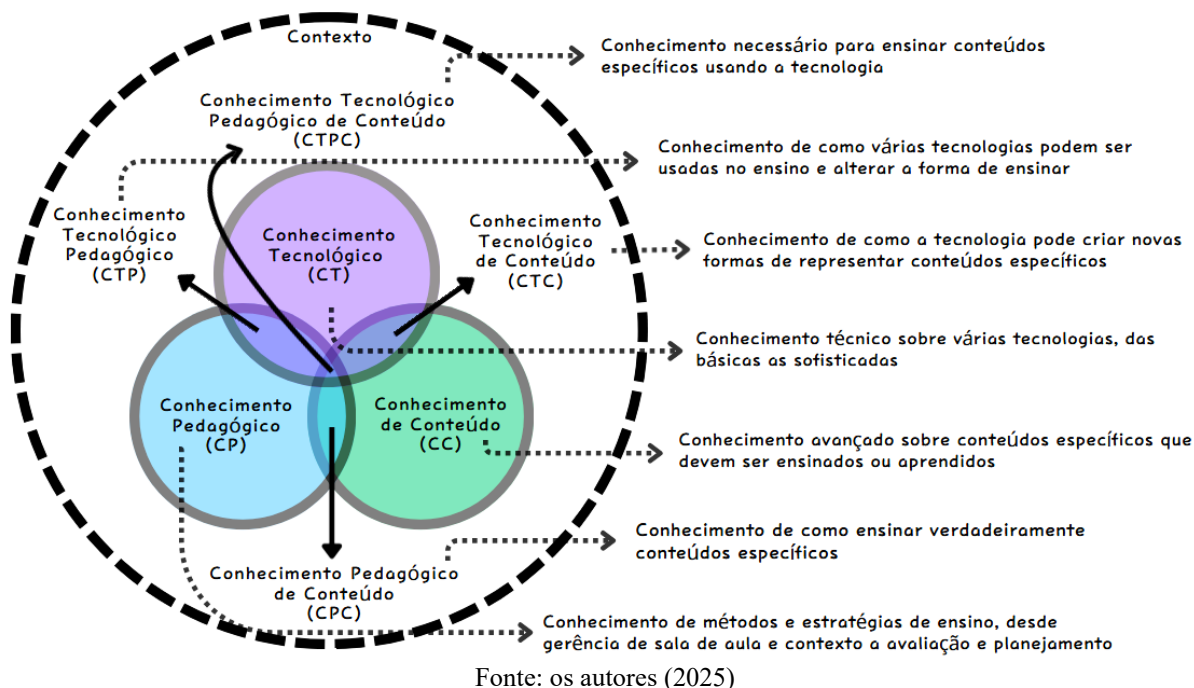 Contexto
Conhecimento necessário para ensinar conteúdos
específicos usando a tecnologia
Conhecimento Tecnológico
Pedagógico de Conteúdo
(CTPC)
Conhecimento de como várias tecnologias podem ser
usadas no ensino e alterar a forma de ensinar
Conhecimento
Tecnológico
Pedagógico
(CTP)
Conhecimento
Tecnológico
(CT)
Conhecimento
Tecnológico
de Conteúdo
(CTC)
Conhecimento de como a tecnologia pode criar novas
formas de representar conteúdos específicos
Conhecimento técnico sobre várias tecnologias, das
básicas as sofisticadas
Conhecimento
Pedagógico
(CP)
Conhecimento
de Conteúdo
(CC)
Conhecimento avançado sobre conteúdos específicos que
devem ser ensinados ou aprendidos
Conhecimento de como ensinar verdadeiramente
conteúdos específicos
Conhecimento Pedagógico
de Conteúdo
(CPC)
Conhecimento de métodos e estratégias de ensino, desde
gerência de sala de aula e contexto a avaliação e planejamento
Fonte: os autores (2025)